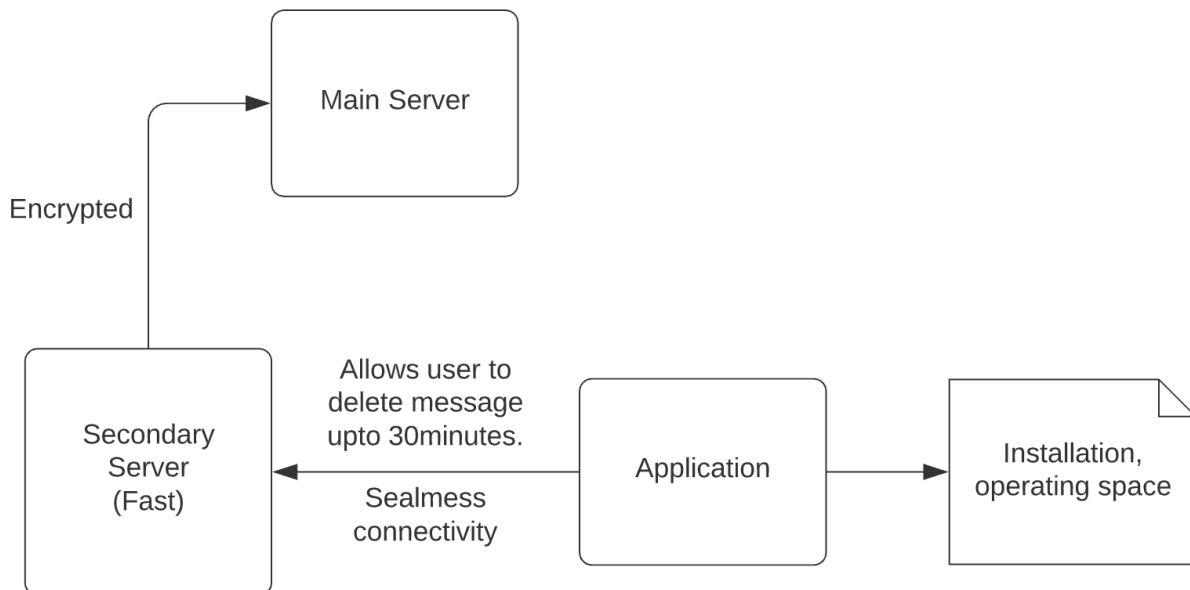 Main Server
Encrypted
Allows user to
delete message
upto 30minutes.
Secondary
Server
(Fast)
Sealmess
connectivity
Application
Installation,
operating space